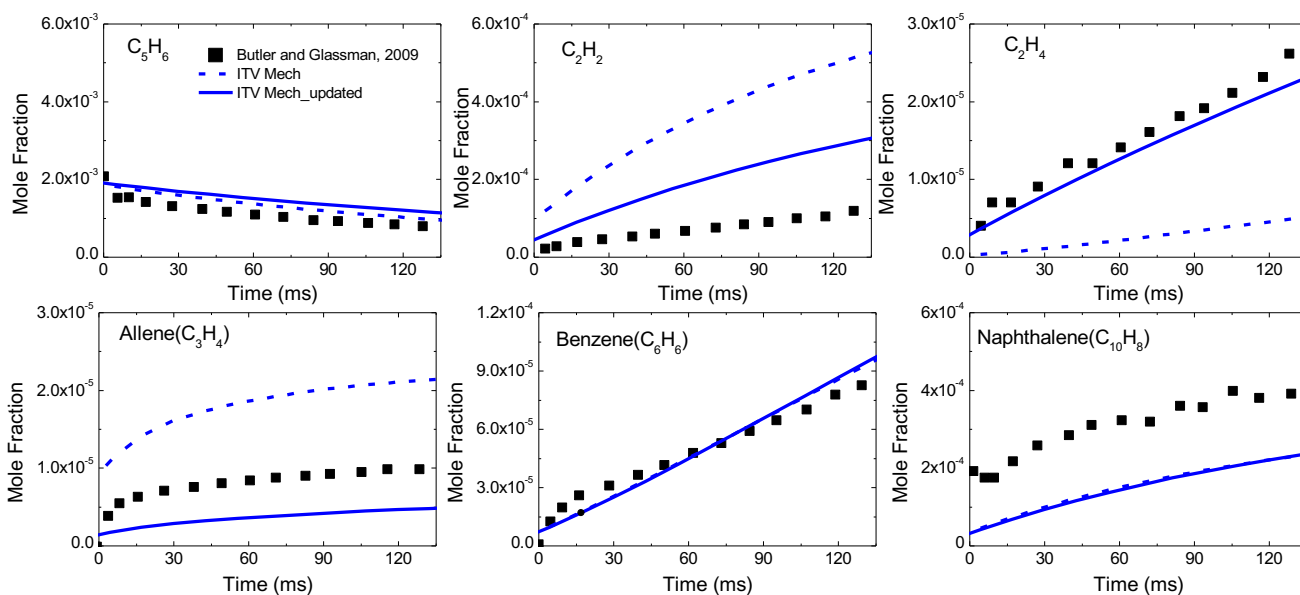 C₅H₆
Butler and Glassman, 2009
ITV Mech
ITV Mech_updated
6.0x10⁻³
4.0x10⁻³
2.0x10⁻³
0.0
Mole Fraction
0 30 60 90 120
Time (ms)
C₂H₂
6.0x10⁻⁴
4.0x10⁻⁴
2.0x10⁻⁴
0.0
Mole Fraction
0 30 60 90 120
Time (ms)
C₂H₄
3.0x10⁻⁵
2.0x10⁻⁵
1.0x10⁻⁵
0.0
Mole Fraction
0 30 60 90 120
Time (ms)
Allene(C₃H₄)
3.0x10⁻⁵
2.0x10⁻⁵
1.0x10⁻⁵
0.0
Mole Fraction
0 30 60 90 120
Time (ms)
Benzene(C₆H₆)
1.2x10⁻⁴
9.0x10⁻⁵
6.0x10⁻⁵
3.0x10⁻⁵
0.0
Mole Fraction
0 30 60 90 120
Time (ms)
Naphthalene(C₁₀H₈)
6x10⁻⁴
4x10⁻⁴
2x10⁻⁴
0.0
Mole Fraction
0 30 60 90 120
Time (ms)